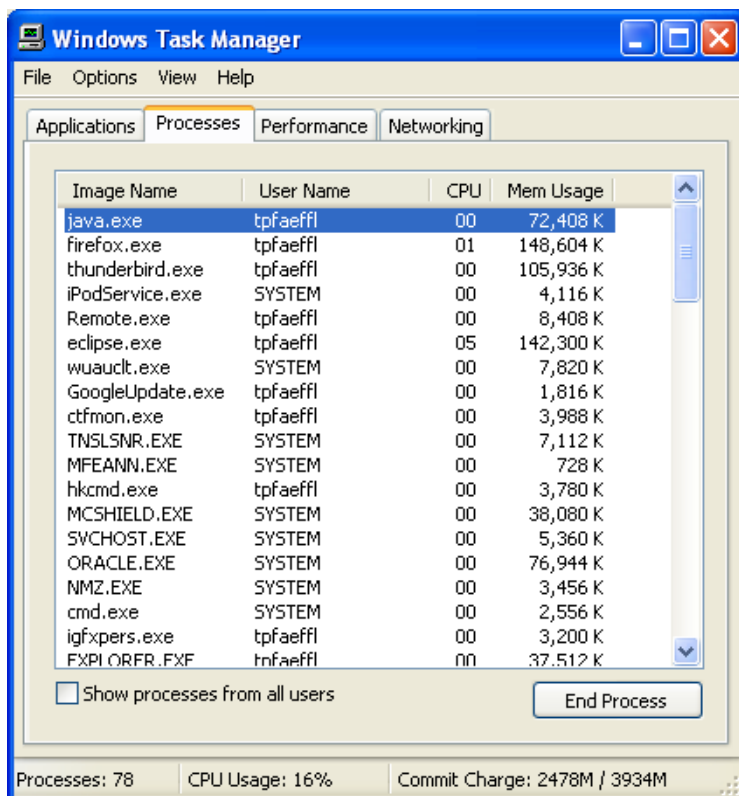 Windows Task Manager
File Options View Help
Applications Processes Performance Networking
Image Name User Name CPU Mem Usage
java.exe tpfaeffl 00 72,408 K
firefox.exe tpfaeffl 01 148,604 K
thunderbird.exe tpfaeffl 00 105,936 K
iPodService.exe SYSTEM 00 4,116 K
Remote.exe tpfaeffl 00 8,408 K
eclipse.exe tpfaeffl 05 142,300 K
wuauclt.exe SYSTEM 00 7,820 K
GoogleUpdate.exe tpfaeffl 00 1,816 K
ctfmon.exe tpfaeffl 00 3,988 K
TNSLSNR.EXE SYSTEM 00 7,112 K
MFEANN.EXE SYSTEM 00 728 K
hkcmd.exe tpfaeffl 00 3,780 K
MCSHIELD.EXE SYSTEM 00 38,080 K
SVCHOST.EXE SYSTEM 00 5,360 K
ORACLE.EXE SYSTEM 00 76,944 K
NMZ.EXE SYSTEM 00 3,456 K
cmd.exe SYSTEM 00 2,556 K
igfxpers.exe tpfaeffl 00 3,200 K
EXPLORER.EXE tpfaeffl 00 37,512 K
Show processes from all users End Process
Processes: 78 CPU Usage: 16% Commit Charge: 2478M / 3934M